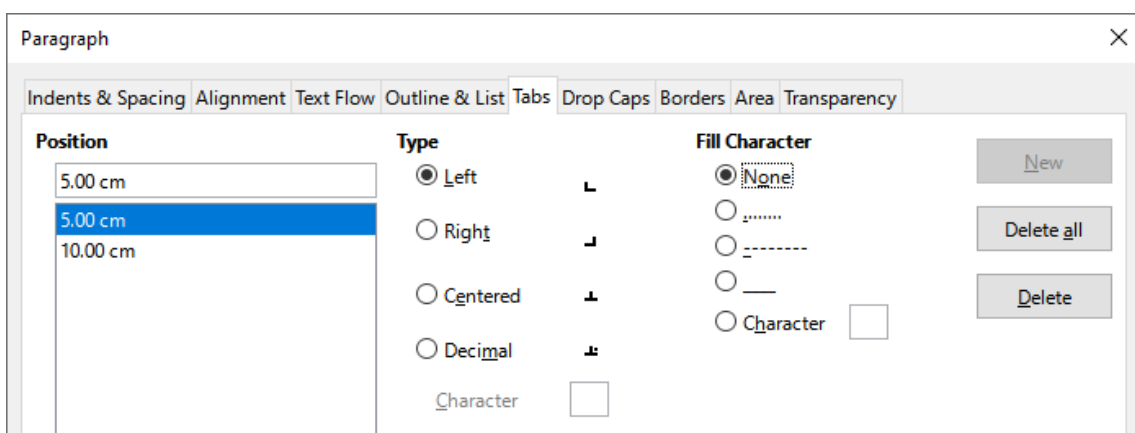 Paragraph
Indents & Spacing Alignment Text Flow Outline & List Tabs Drop Caps Borders Area Transparency
Position Type Fill Character
5.00 cm Left None New
5.00 cm Right ........ Delete all
10.00 cm -------- Delete
Centered ___
Character
Decimal
Character